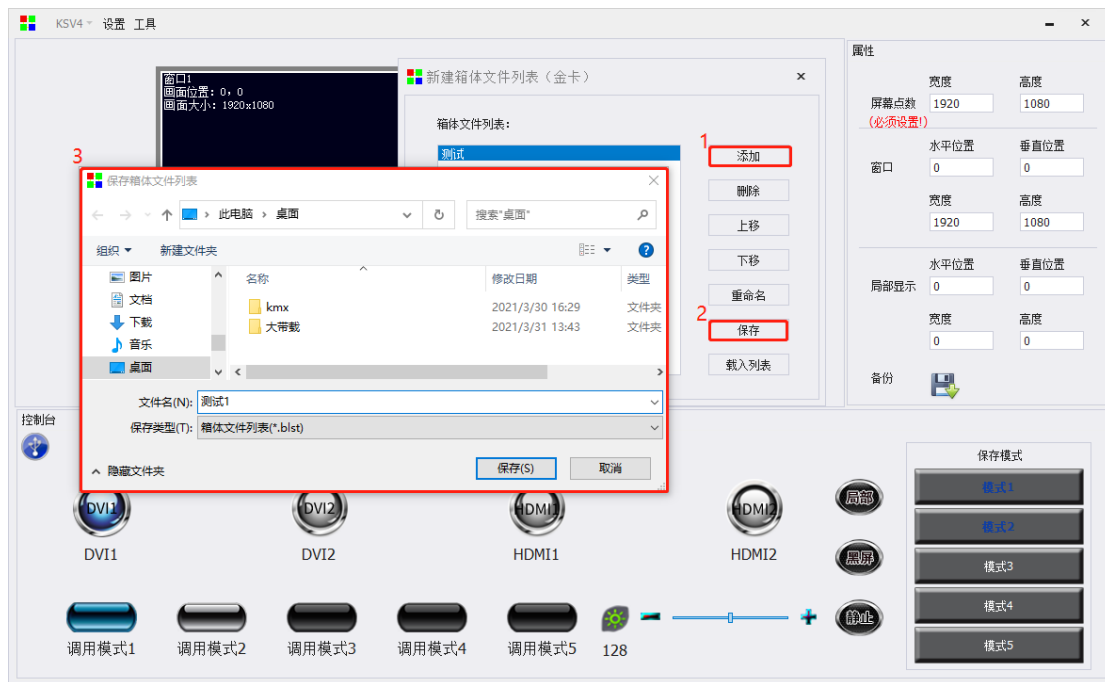 KSV4 设置 工具
窗口1
画面位置：0，0
画面大小：1920x1080
新建箱体文件列表（金卡）
箱体文件列表：
测试
1
添加
删除
上移
下移
重命名
2
保存
载入列表
3
保存箱体文件列表
此电脑 › 桌面
搜索"桌面"
组织 新建文件夹
图片
文档
下载
音乐
桌面
名称 修改日期 类型
kmx 2021/3/30 16:29 文件夹
大带载 2021/3/31 13:43 文件夹
文件名(N): 测试1
保存类型(T): 箱体文件列表(*.blst)
隐藏文件夹
保存(S) 取消
属性
宽度 高度
屏幕点数 1920 1080
(必须设置!)
水平位置 垂直位置
窗口 0 0
宽度 高度
1920 1080
水平位置 垂直位置
局部显示 0 0
宽度 高度
0 0
备份
控制台
DVI1 DVI2 HDMI1 HDMI2
DVI1 DVI2 HDMI1 HDMI2
调用模式1 调用模式2 调用模式3 调用模式4 调用模式5 128
局部
黑屏
静止
保存模式
模式1
模式2
模式3
模式4
模式5